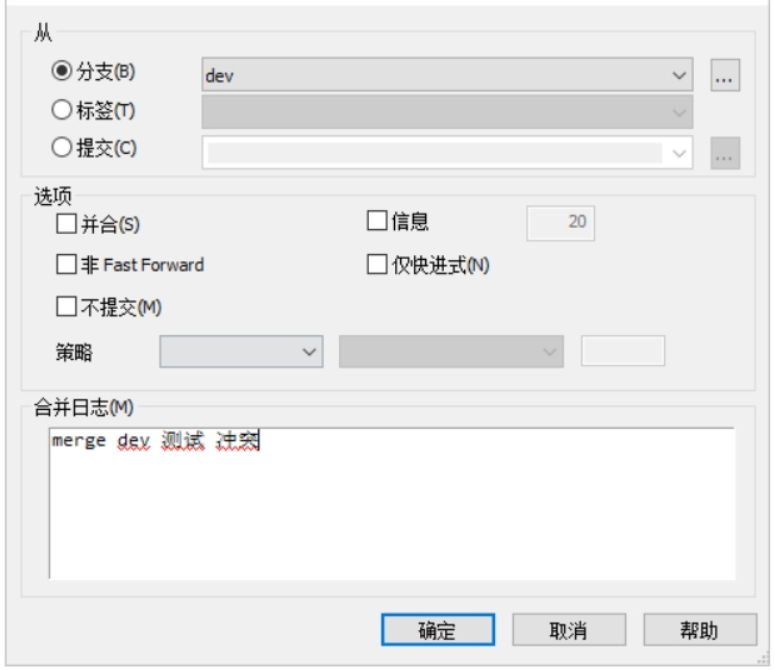 从
分支(B) dev ...
标签(T)
提交(C) ...
选项
并合(S) 信息 20
非 Fast Forward 仅快进式(N)
不提交(M)
策略
合并日志(M)
merge dev 测试 冲突
确定 取消 帮助